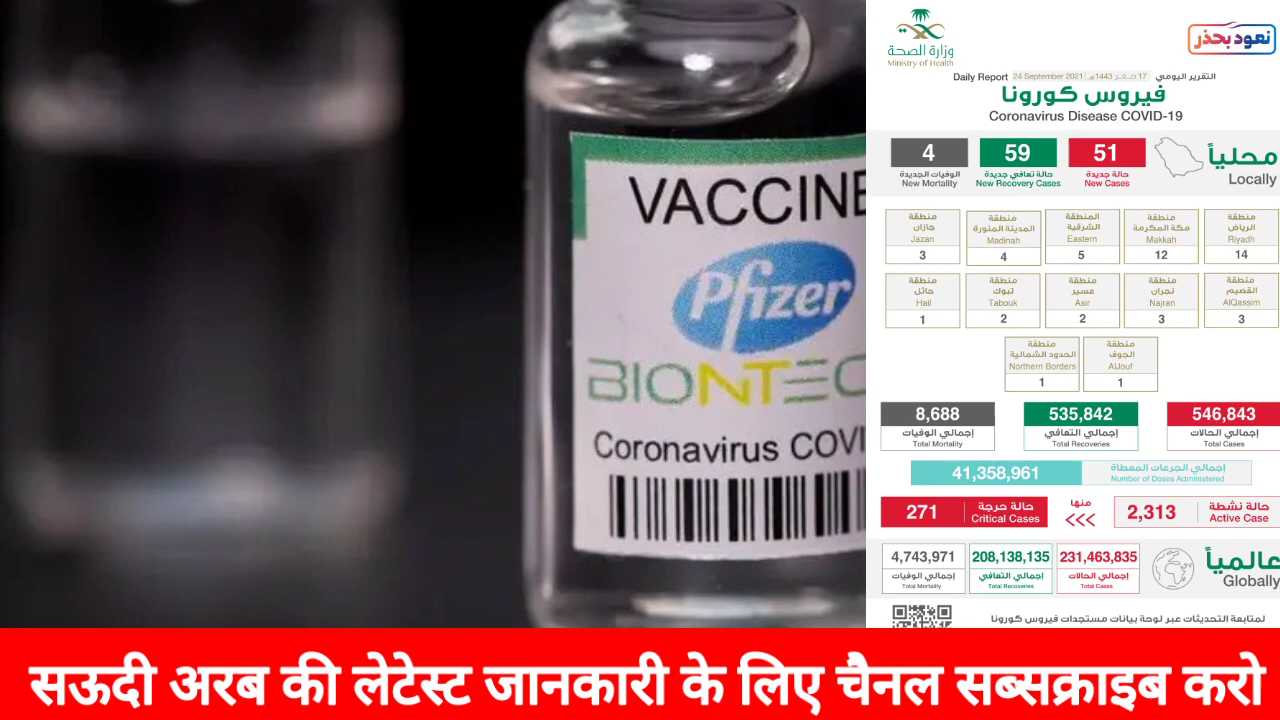 VACCINE
Pfizer
BIONTEC
Coronavirus COVI
وزارة الصحة
Ministry of Health
نعود بحذر
Daily Report 24 September 2021 | 17 صفر 1443هـ التقرير اليومي
فيروس كورونا
Coronavirus Disease COVID-19
4 59 51
الوفيات الجديدة حالة تعافي جديدة حالة جديدة
New Mortality New Recovery Cases New Cases
محلياً
Locally
منطقة جازان Jazan 3
منطقة المدينة المنورة Madinah 4
المنطقة الشرقية Eastern 5
منطقة مكة المكرمة Makkah 12
منطقة الرياض Riyadh 14
منطقة حائل Hail 1
منطقة تبوك Tabouk 2
منطقة عسير Asir 2
منطقة نجران Najran 3
منطقة القصيم AlQassim 3
منطقة الحدود الشمالية Northern Borders 1
منطقة الجوف AlJouf 1
8,688 535,842 546,843
إجمالي الوفيات إجمالي التعافي إجمالي الحالات
Total Mortality Total Recoveries Total Cases
41,358,961 إجمالي الجرعات المعطاة
Number of Doses Administered
271 حالة حرجة Critical Cases
منها
<<<
2,313 حالة نشطة Active Case
4,743,971 208,138,135 231,463,835
إجمالي الوفيات إجمالي التعافي إجمالي الحالات
Total Mortality Total Recoveries Total Cases
عالمياً
Globally
لمتابعة التحديثات عبر لوحة بيانات مستجدات فيروس كورونا
सऊदी अरब की लेटेस्ट जानकारी के लिए चैनल सब्सक्राइब करो